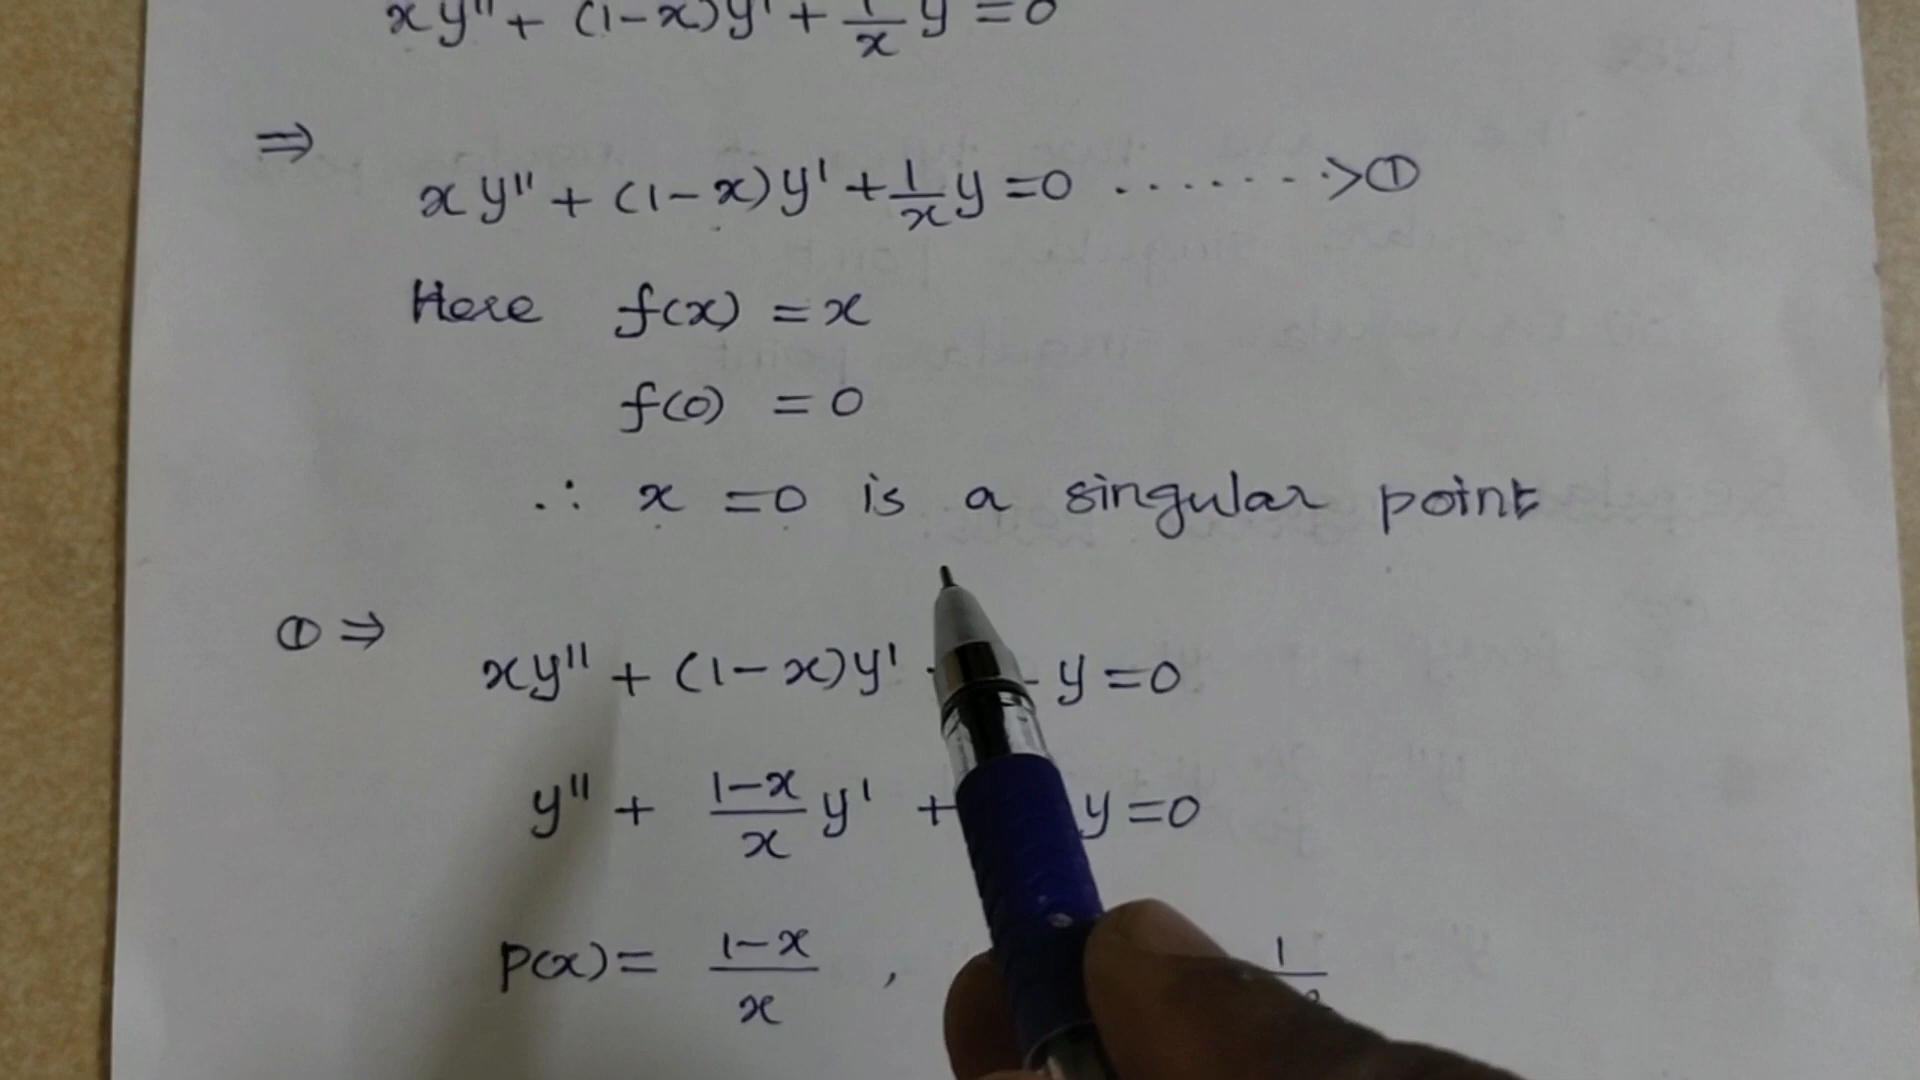 xy'' + (1-x)y' + 1/x y = 0
⇒
xy'' + (1-x)y' + 1/x y = 0 ........> ①
Here f(x) = x
f(0) = 0
∴ x = 0 is a singular point
① ⇒
xy'' + (1-x)y' y = 0
y'' + (1-x)/x y' + y = 0
P(x) = (1-x)/x , 1/